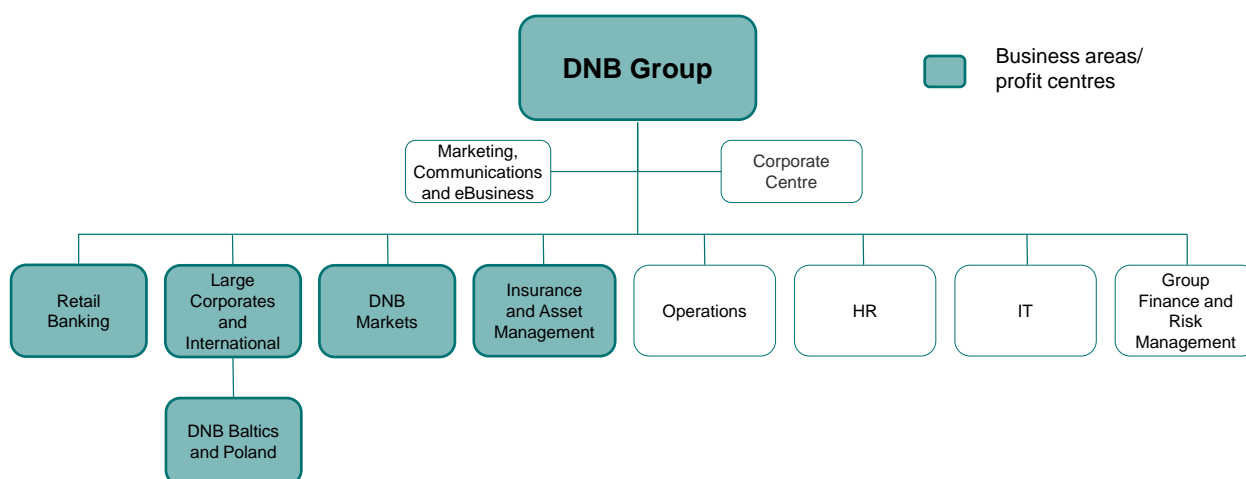 DNB Group
Business areas/
profit centres
Marketing,
Communications
and eBusiness
Corporate
Centre
Retail
Banking
Large
Corporates
and
International
DNB
Markets
Insurance
and Asset
Management
Operations
HR
IT
Group
Finance and
Risk
Management
DNB Baltics
and Poland